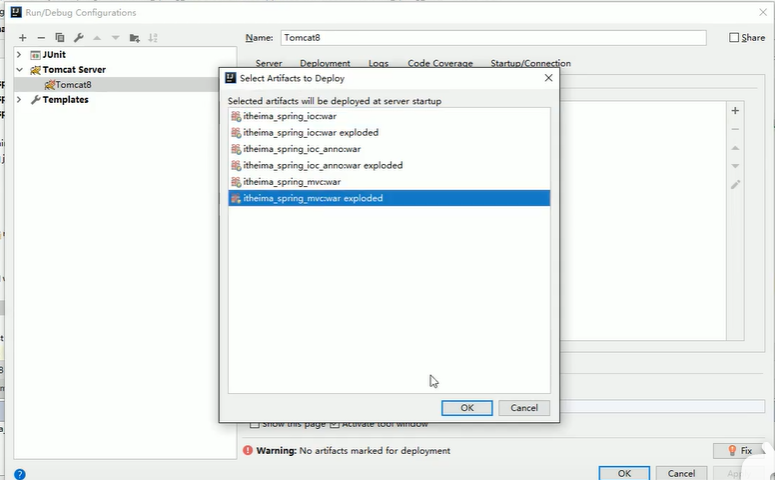 Run/Debug Configurations
Name: Tomcat8
Share
JUnit
Tomcat Server
Tomcat8
Templates
Server Deployment Logs Code Coverage Startup/Connection
Select Artifacts to Deploy
Selected artifacts will be deployed at server startup
itheima_spring_ioc:war
itheima_spring_ioc:war exploded
itheima_spring_ioc_anno:war
itheima_spring_ioc_anno:war exploded
itheima_spring_mvc:war
itheima_spring_mvc:war exploded
OK Cancel
Show this page Activate tool window
Warning: No artifacts marked for deployment
Fix
OK Cancel